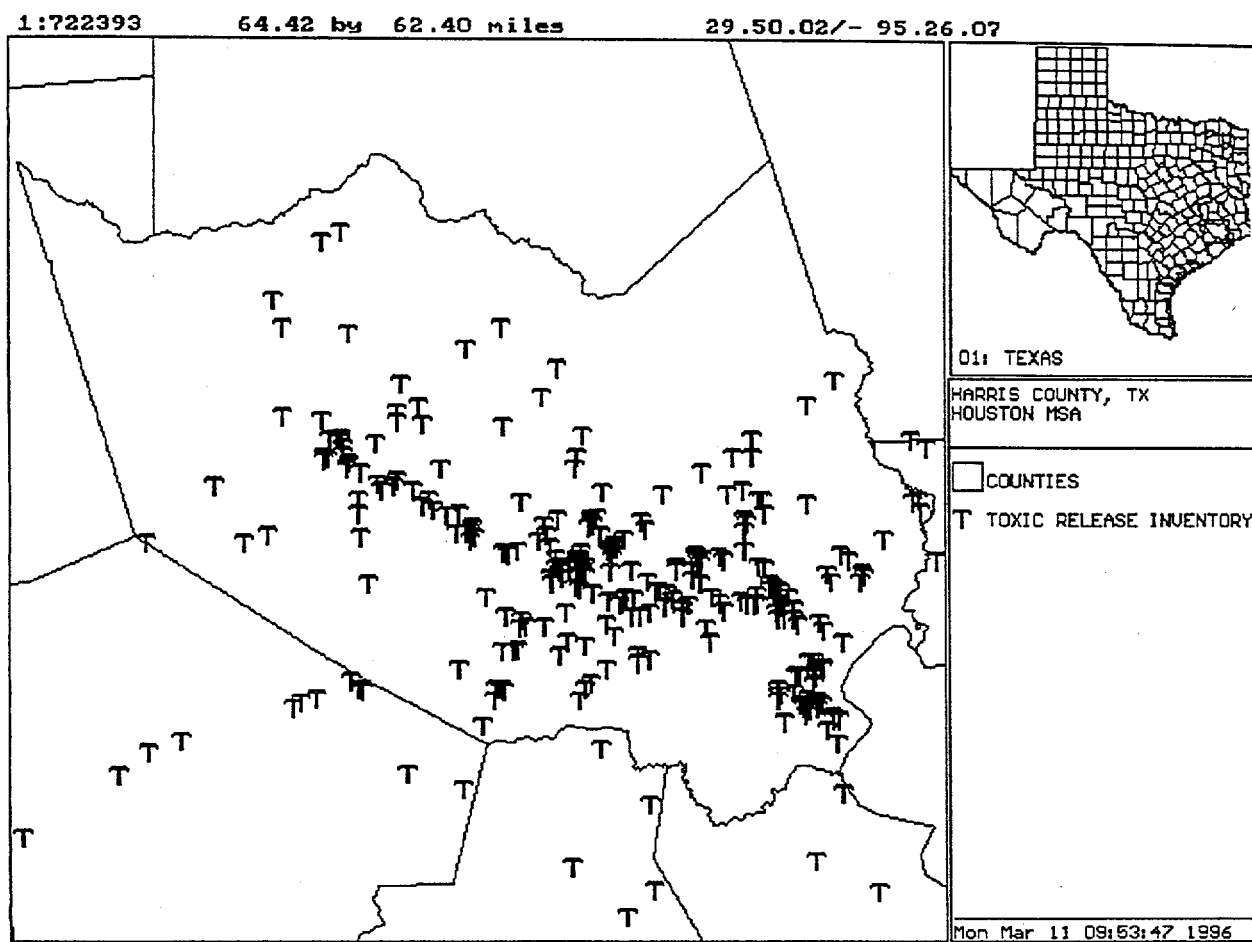 1:722393 64.42 by 62.40 miles 29.50.02/- 95.26.07
01: TEXAS
HARRIS COUNTY, TX
HOUSTON MSA
COUNTIES
T TOXIC RELEASE INVENTORY
Mon Mar 11 09:53:47 1996